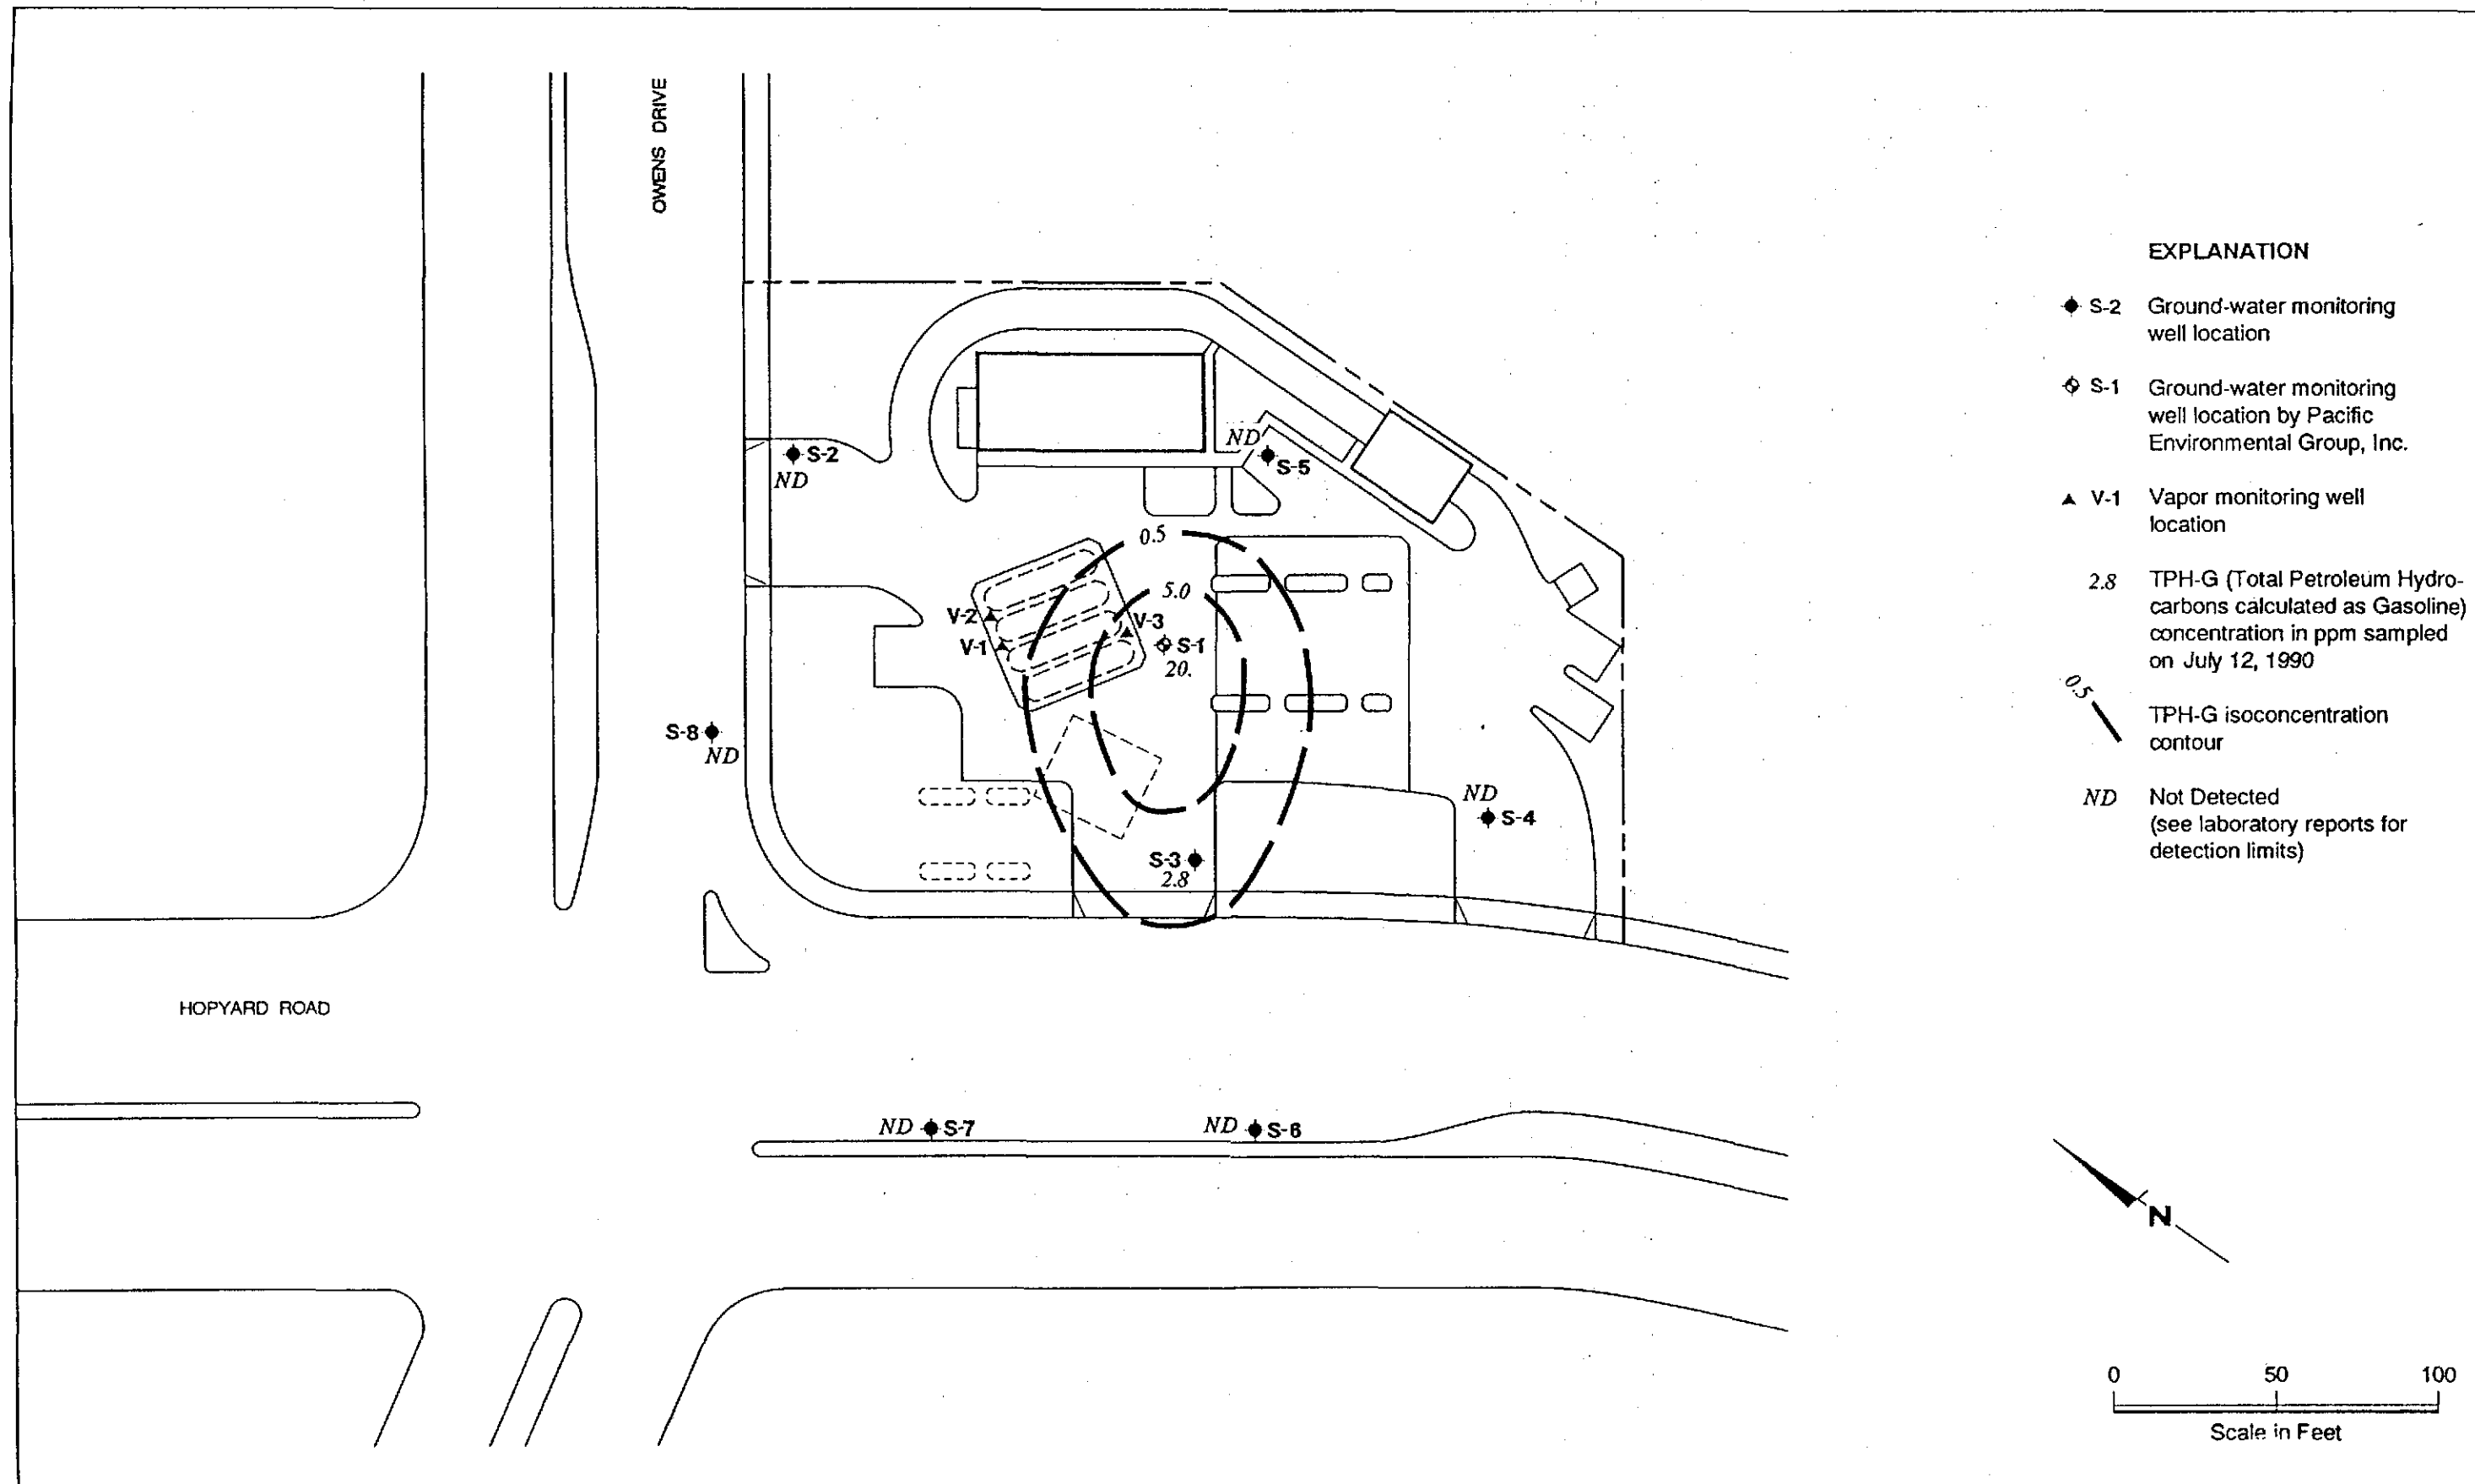 OWENS DRIVE
S-2
ND
ND
S-5
0.5
5.0
V-2
V-3
V-1
S-1
20.
S-8
ND
ND
S-4
S-3
2.8
HOPYARD ROAD
ND S-7
ND S-6
EXPLANATION
S-2 Ground-water monitoring
well location
S-1 Ground-water monitoring
well location by Pacific
Environmental Group, Inc.
V-1 Vapor monitoring well
location
2.8 TPH-G (Total Petroleum Hydro-
carbons calculated as Gasoline)
concentration in ppm sampled
on July 12, 1990
0.5
TPH-G isoconcentration
contour
ND Not Detected
(see laboratory reports for
detection limits)
N
0 50 100
Scale in Feet